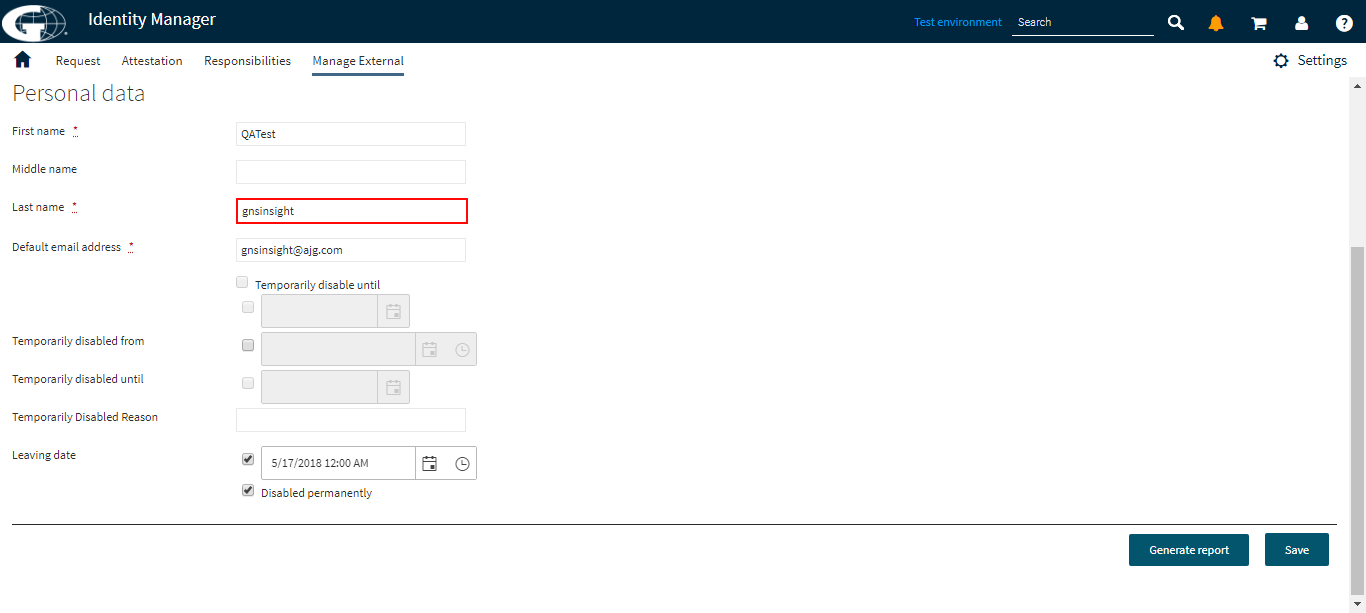 Identity Manager
Test environment Search ?
Request Attestation Responsibilities Manage External Settings
Personal data
First name * QATest
Middle name
Last name * gnsinsight
Default email address * gnsinsight@ajg.com
Temporarily disable until
Temporarily disabled from
Temporarily disabled until
Temporarily Disabled Reason
Leaving date 5/17/2018 12:00 AM
Disabled permanently
Generate report Save